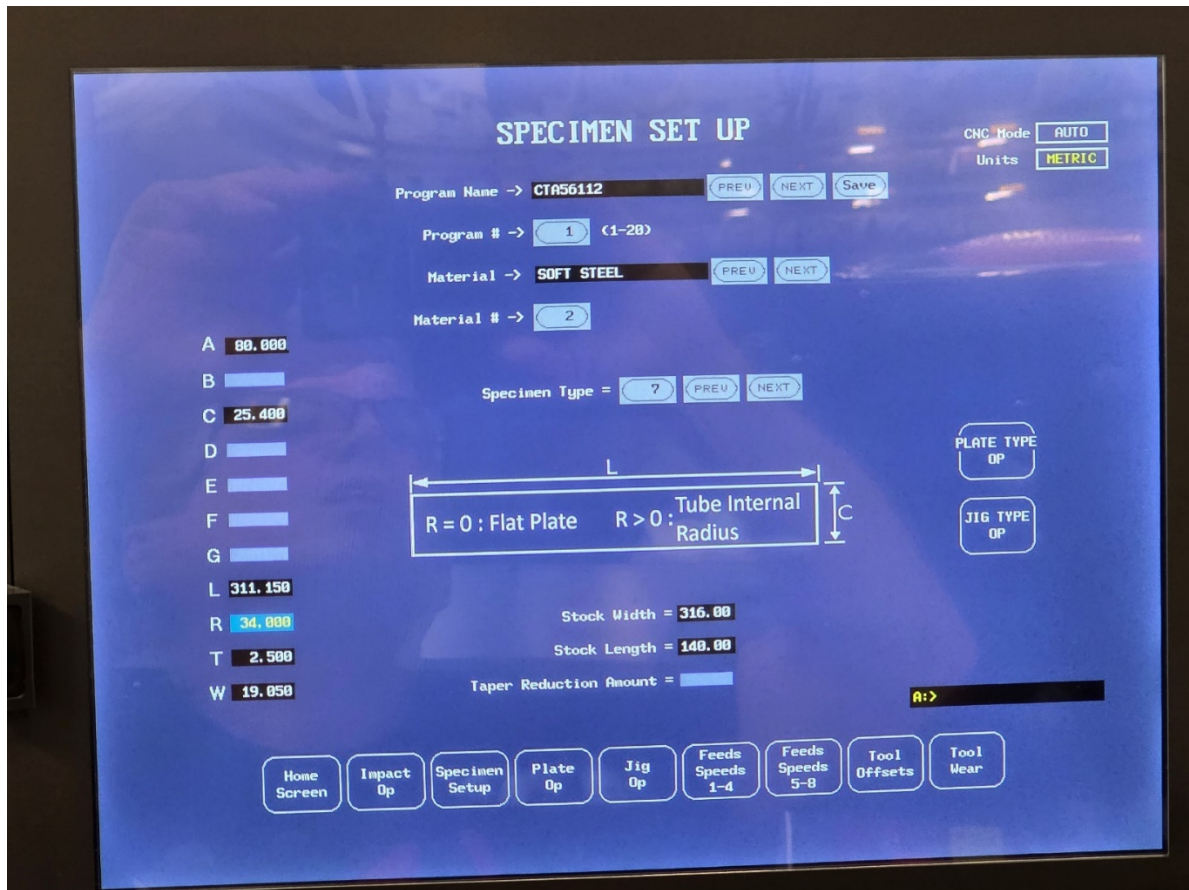 SPECIMEN SET UP
CNC Mode AUTO
Units METRIC
Program Name -> CTA56112 PREV NEXT Save
Program # -> 1 (1-20)
Material -> SOFT STEEL PREV NEXT
Material # -> 2
A 80.000
B
Specimen Type = 7 PREV NEXT
C 25.400
D
PLATE TYPE
OP
E
L
F
R = 0 : Flat Plate R > 0 : Tube Internal
Radius
C
JIG TYPE
OP
G
L 311.150
R 34.000
Stock Width = 316.00
T 2.500
Stock Length = 140.00
W 19.050
Taper Reduction Amount =
A:>
Home
Screen
Impact
Op
Specimen
Setup
Plate
Op
Jig
Op
Feeds
Speeds
1-4
Feeds
Speeds
5-8
Tool
Offsets
Tool
Wear